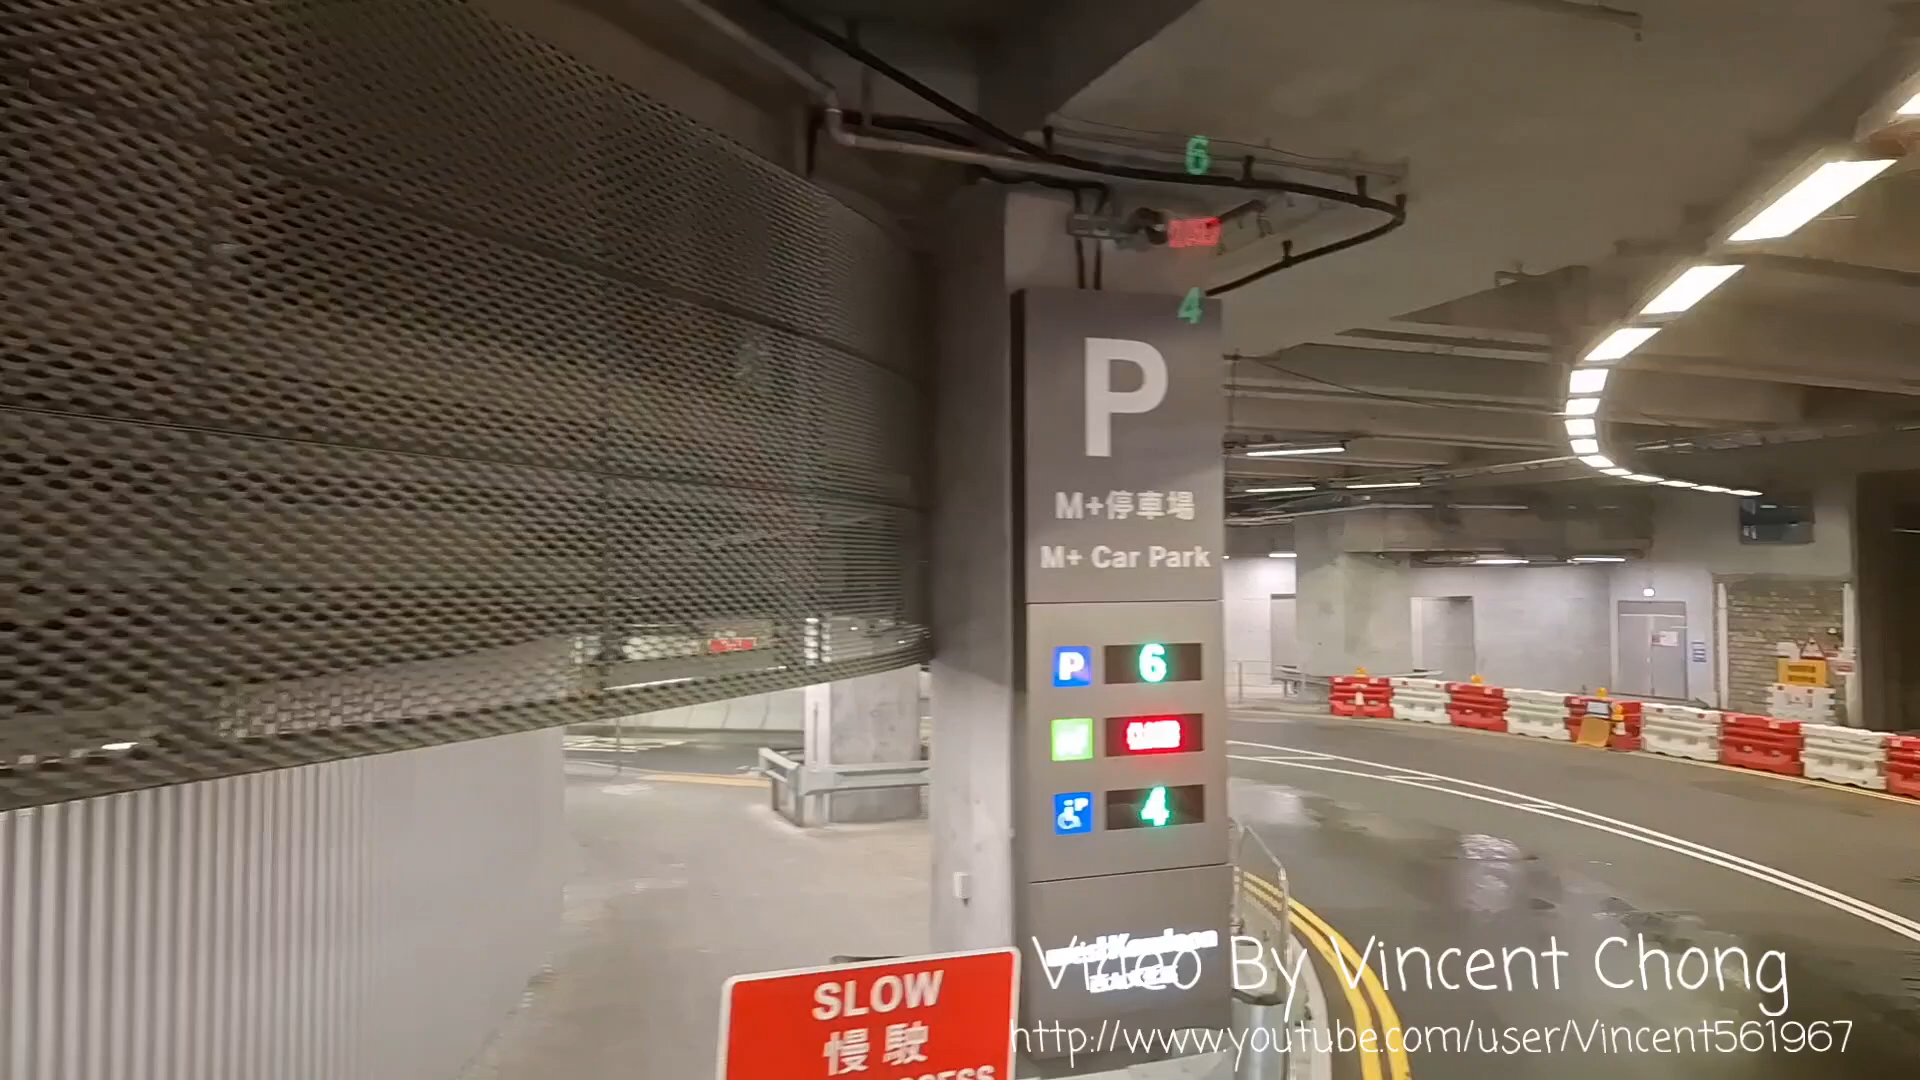 6
4
P
M+停車場
M+ Car Park
P 6
4
SLOW
慢駛
Video By Vincent Chong
http://www.youtube.com/user/Vincent561967